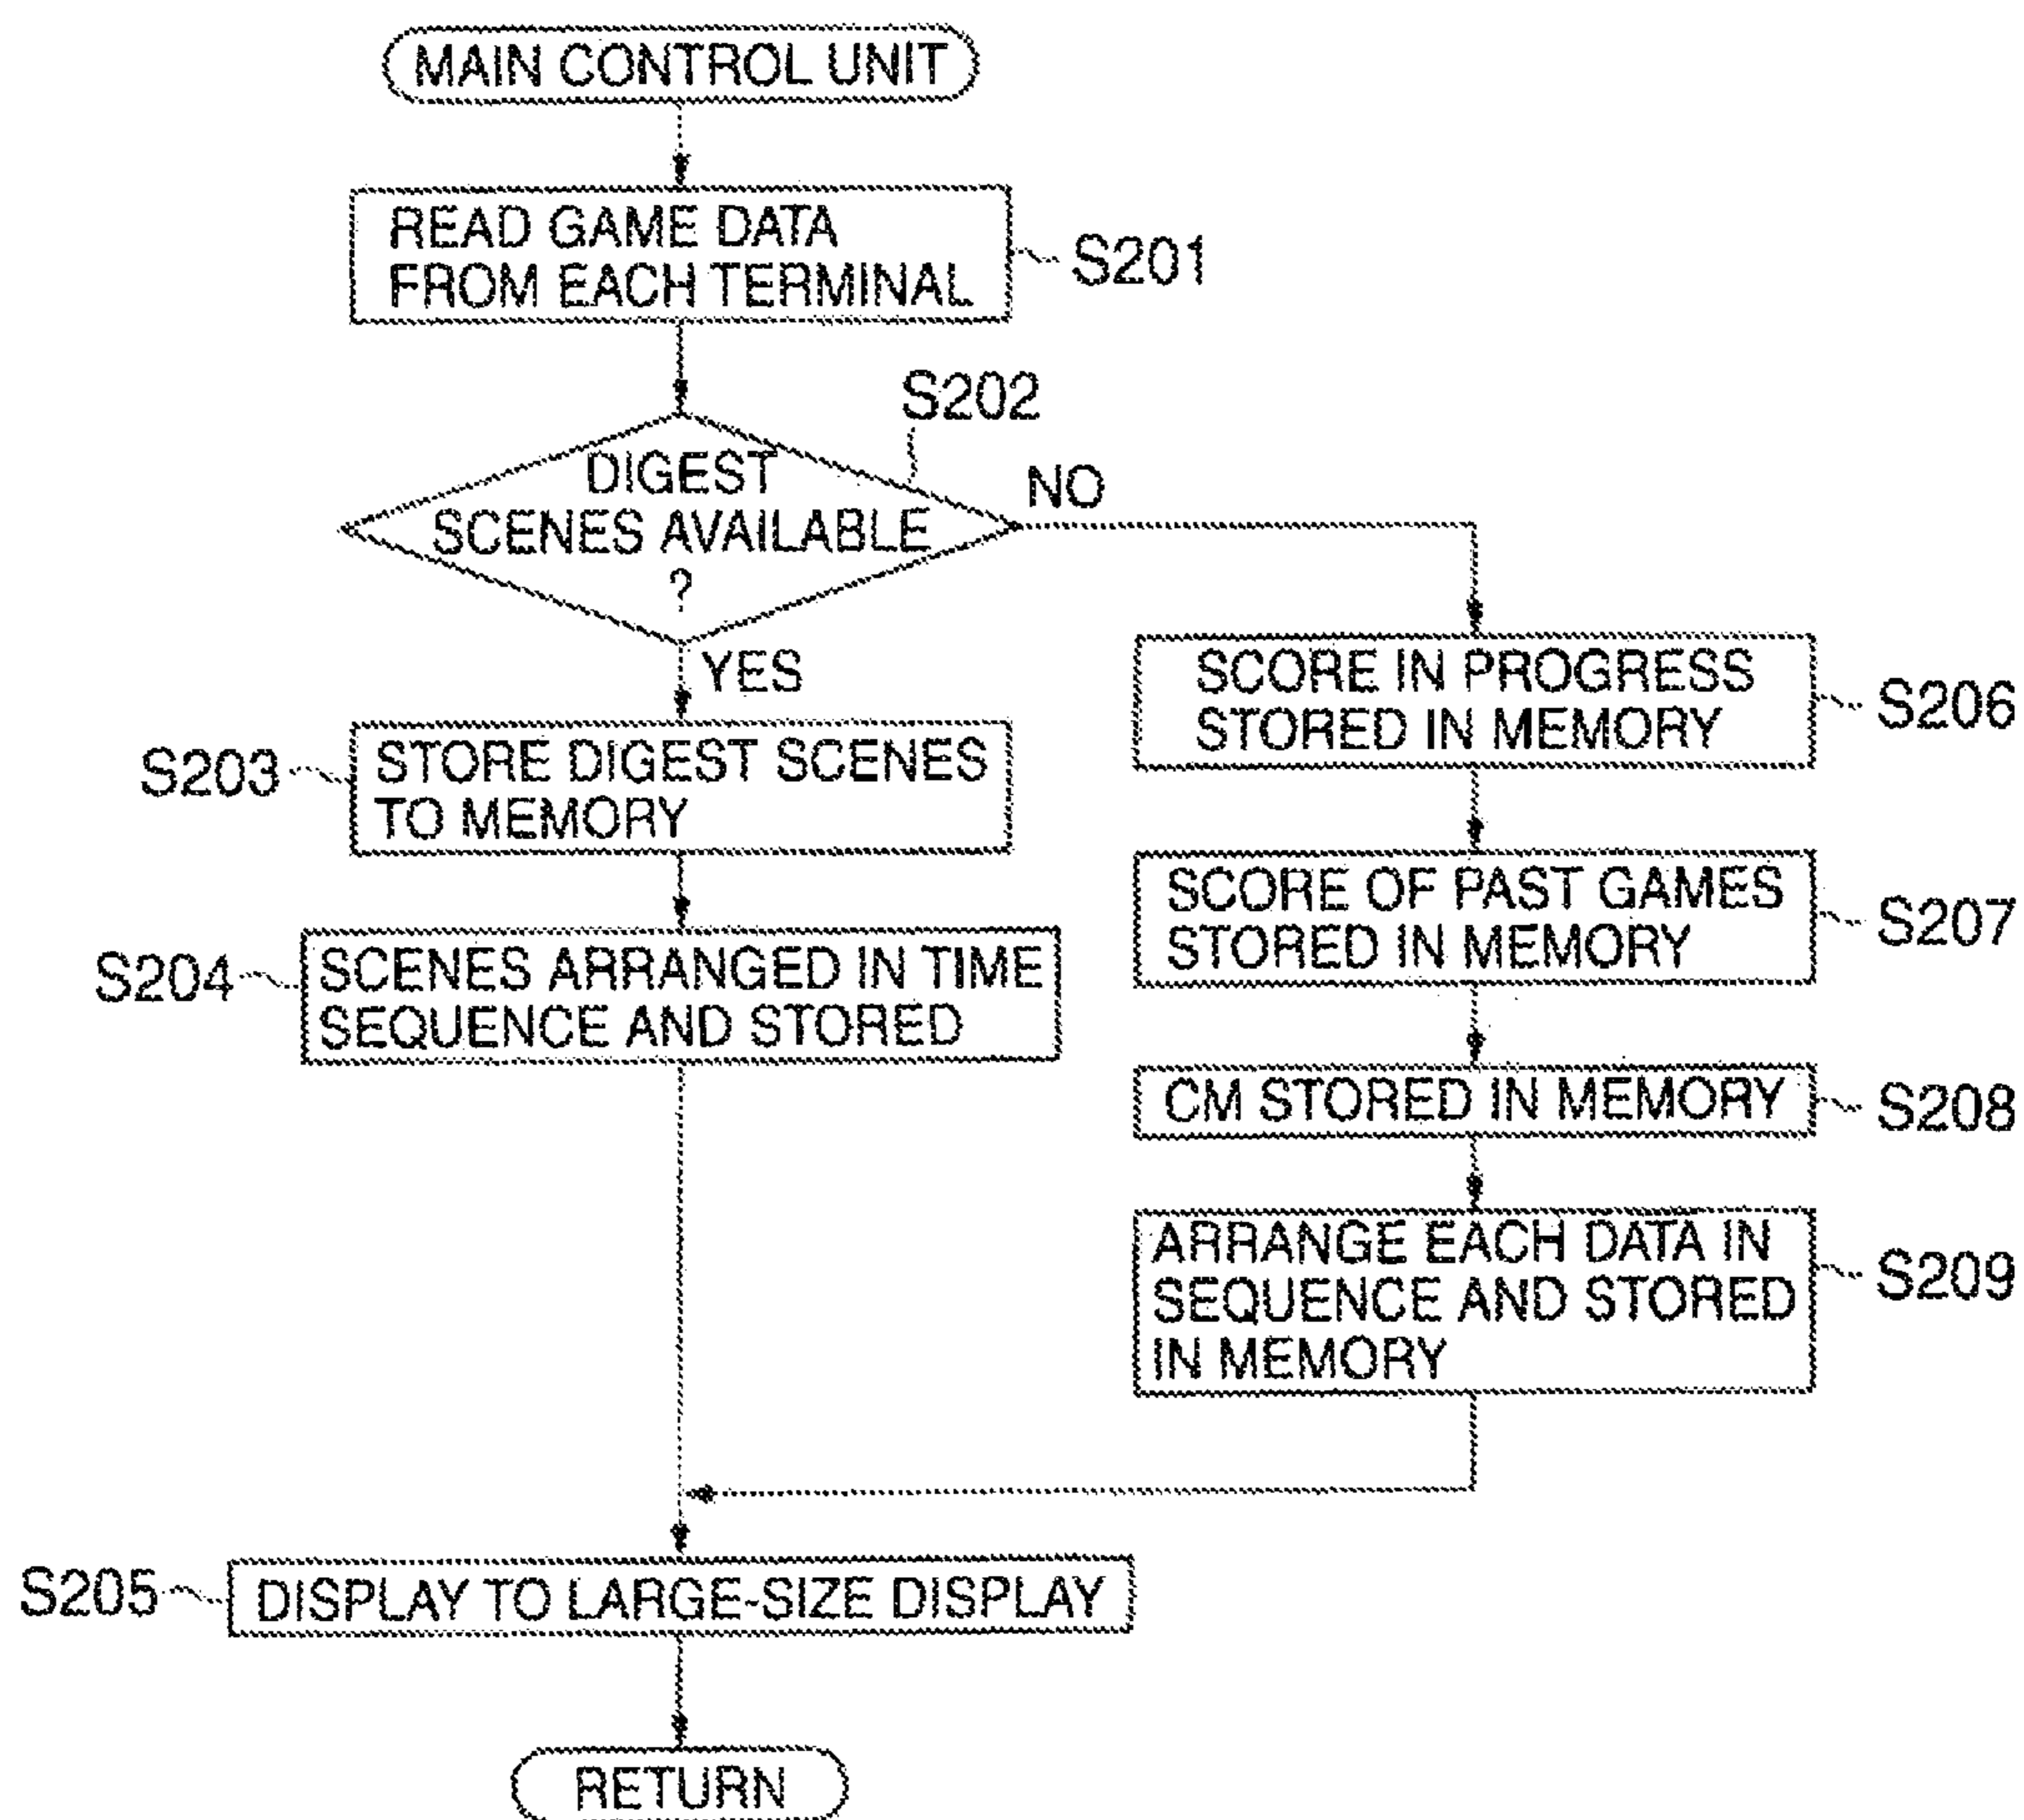 MAIN CONTROL UNIT
READ GAME DATA
FROM EACH TERMINAL
S201
S202
DIGEST
SCENES AVAILABLE
?
NO
YES
S203
STORE DIGEST SCENES
TO MEMORY
S204
SCENES ARRANGED IN TIME
SEQUENCE AND STORED
SCORE IN PROGRESS
STORED IN MEMORY
S206
SCORE OF PAST GAMES
STORED IN MEMORY
S207
CM STORED IN MEMORY
S208
ARRANGE EACH DATA IN
SEQUENCE AND STORED
IN MEMORY
S209
S205
DISPLAY TO LARGE-SIZE DISPLAY
RETURN